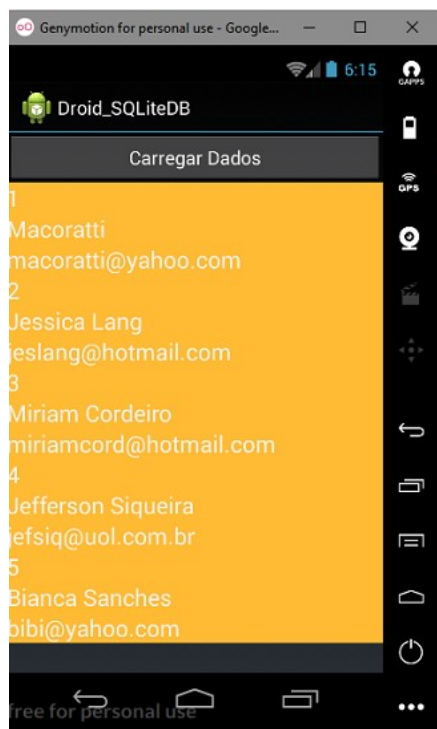 Genymotion for personal use - Google...
6:15
GAPPS
Droid_SQLiteDB
Carregar Dados
GPS
1
Macoratti
macoratti@yahoo.com
2
Jessica Lang
jeslang@hotmail.com
3
Miriam Cordeiro
miriamcord@hotmail.com
4
Jefferson Siqueira
jefsiq@uol.com.br
5
Bianca Sanches
bibi@yahoo.com
free for personal use